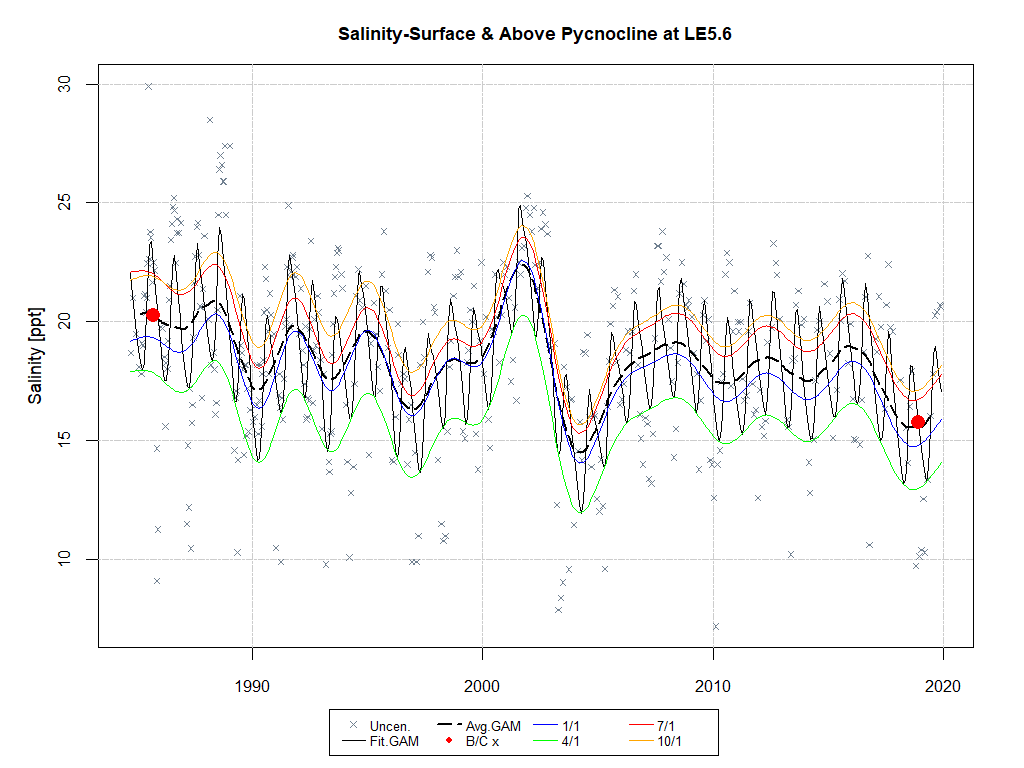 Salinity-Surface & Above Pycnocline at LE5.6
Salinity [ppt]
30
25
20
15
10
1990 2000 2010 2020
Uncen. Avg.GAM 1/1 7/1
Fit.GAM B/C x 4/1 10/1